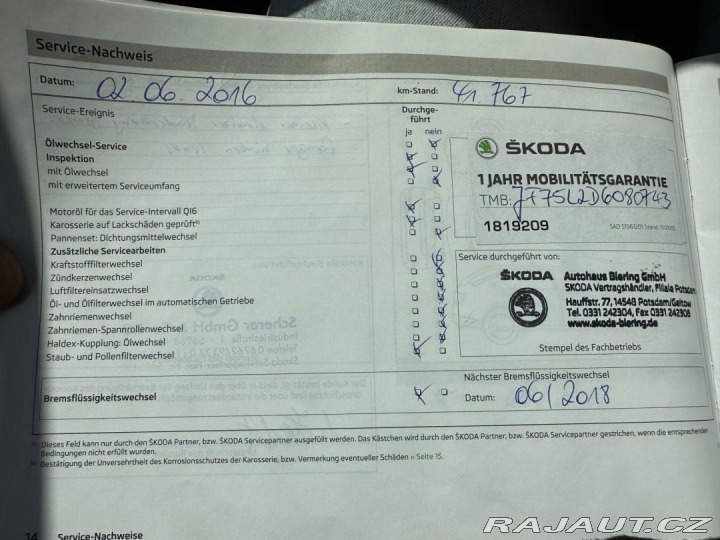 Service-Nachweis
Datum: 02.06.2016 km-Stand: 41 767
Service-Ereignis Durchge-
führt
ja nein
Ölwechsel-Service
Inspektion
mit Ölwechsel
mit erweitertem Serviceumfang
ŠKODA
1 JAHR MOBILITÄTSGARANTIE
TMB: JF75L2D6080743
1819209
Motoröl für das Service-Intervall QI6
Karosserie auf Lackschäden geprüft
Pannenset: Dichtungsmittelwechsel
Zusätzliche Servicearbeiten
Kraftstofffilterwechsel
Zündkerzenwechsel
Luftfiltereinsatzwechsel
Öl- und Ölfilterwechsel im automatischen Getriebe
Zahnriemenwechsel
Zahnriemen-Spannrollenwechsel
Haldex-Kupplung: Ölwechsel
Staub- und Pollenfilterwechsel
Service durchgeführt von:
ŠKODA Autohaus Biering GmbH
SKODA Vertragshändler, Filiale Potsdam
Hauffstr. 77, 14548 Potsdam/Geltow
Tel. 0331 242304, Fax 0331 242308
www.skoda-biering.de
Stempel des Fachbetriebs
Bremsflüssigkeitswechsel
Nächster Bremsflüssigkeitswechsel
Datum: 06/2018
Dieses Feld kann nur durch den ŠKODA Partner, bzw. ŠKODA Servicepartner ausgefüllt werden. Das Kästchen wird durch den ŠKODA Partner, bzw. ŠKODA Servicepartner gestrichen, wenn die entsprechenden
Bedingungen nicht erfüllt wurden.
Bestätigung der Unversehrtheit des Korrosionsschutzes der Karosserie, bzw. Vermerkung eventueller Schäden » Seite 15.
14 Service-Nachweise
RAJAUT.CZ